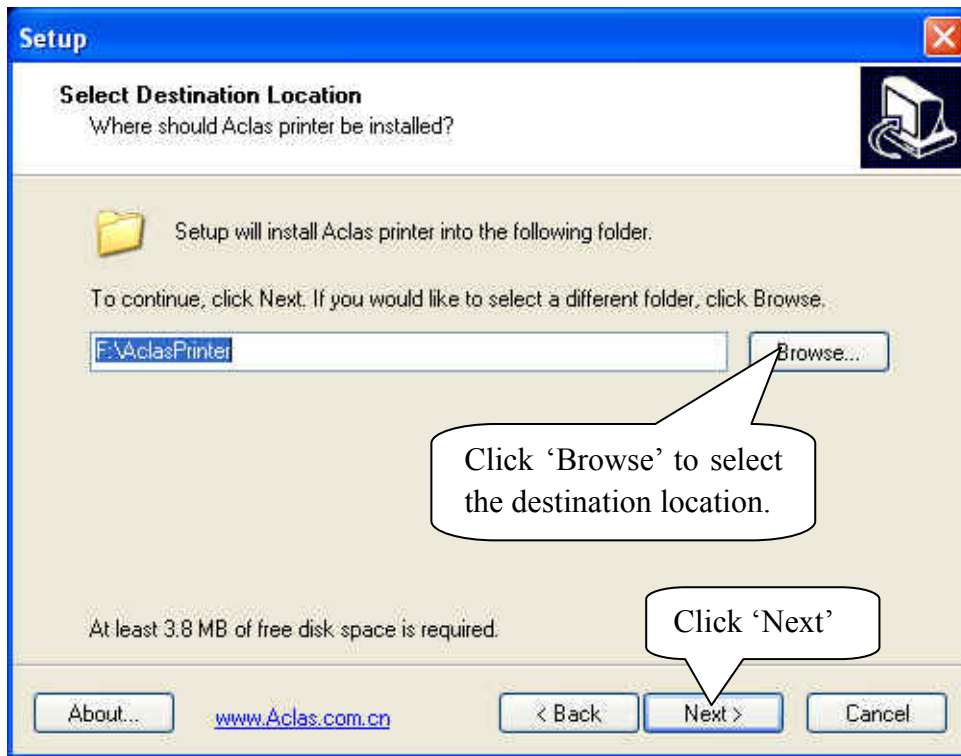 Setup
Select Destination Location
Where should Aclas printer be installed?
Setup will install Aclas printer into the following folder.
To continue, click Next. If you would like to select a different folder, click Browse.
F:\AclasPrinter
Browse...
Click ‘Browse’ to select
the destination location.
At least 3.8 MB of free disk space is required.
Click ‘Next’
About...
www.Aclas.com.cn
< Back
Next >
Cancel